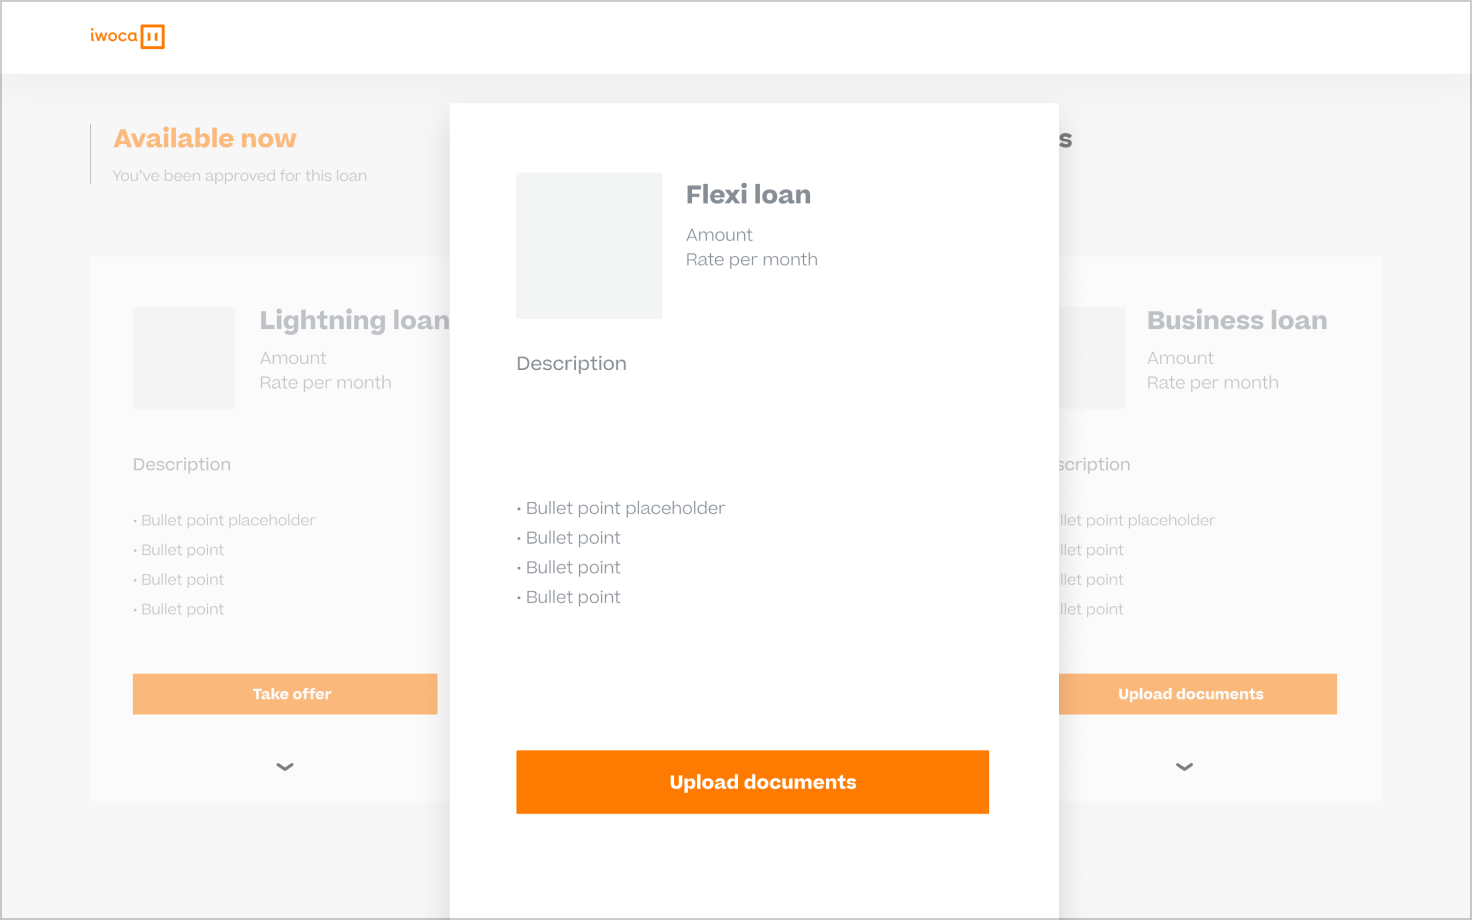 iwoca
Available now
You've been approved for this loan
Lightning loan
Amount
Rate per month
Description
• Bullet point placeholder
• Bullet point
• Bullet point
• Bullet point
Take offer
Flexi loan
Amount
Rate per month
Description
• Bullet point placeholder
• Bullet point
• Bullet point
• Bullet point
Upload documents
s
Business loan
Amount
Rate per month
scription
llet point placeholder
llet point
llet point
llet point
Upload documents